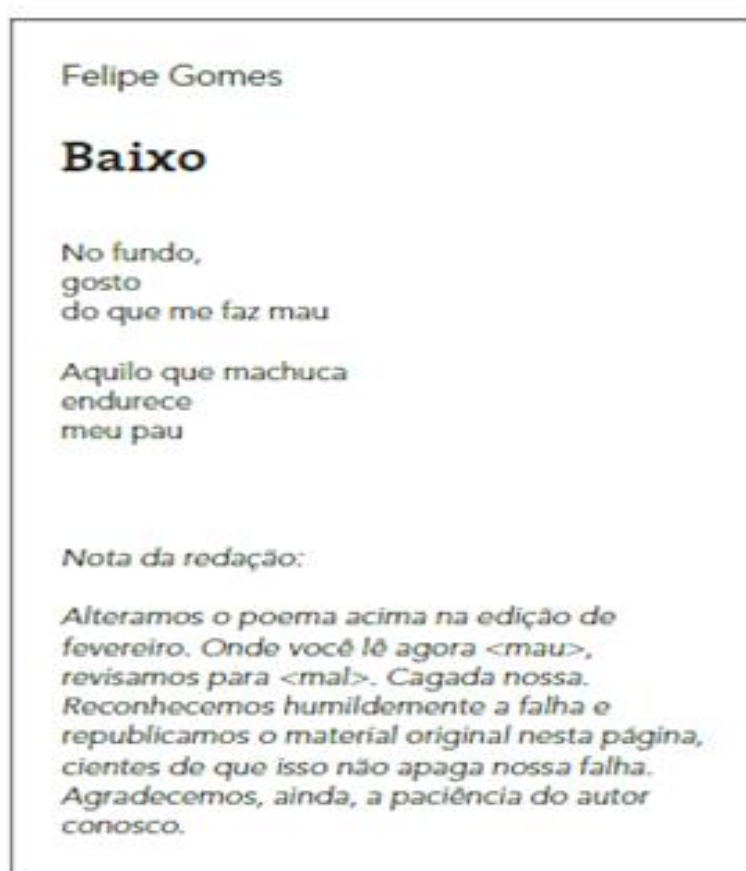 Felipe Gomes
Baixo
No fundo,
gosto
do que me faz mau
Aquilo que machuca
endurece
meu pau
Nota da redação:
Alteramos o poema acima na edição de
fevereiro. Onde você lê agora <mau>,
revisamos para <mal>. Cagada nossa.
Reconhecemos humildemente a falha e
republicamos o material original nesta página,
cientes de que isso não apaga nossa falha.
Agradecemos, ainda, a paciência do autor
conosco.